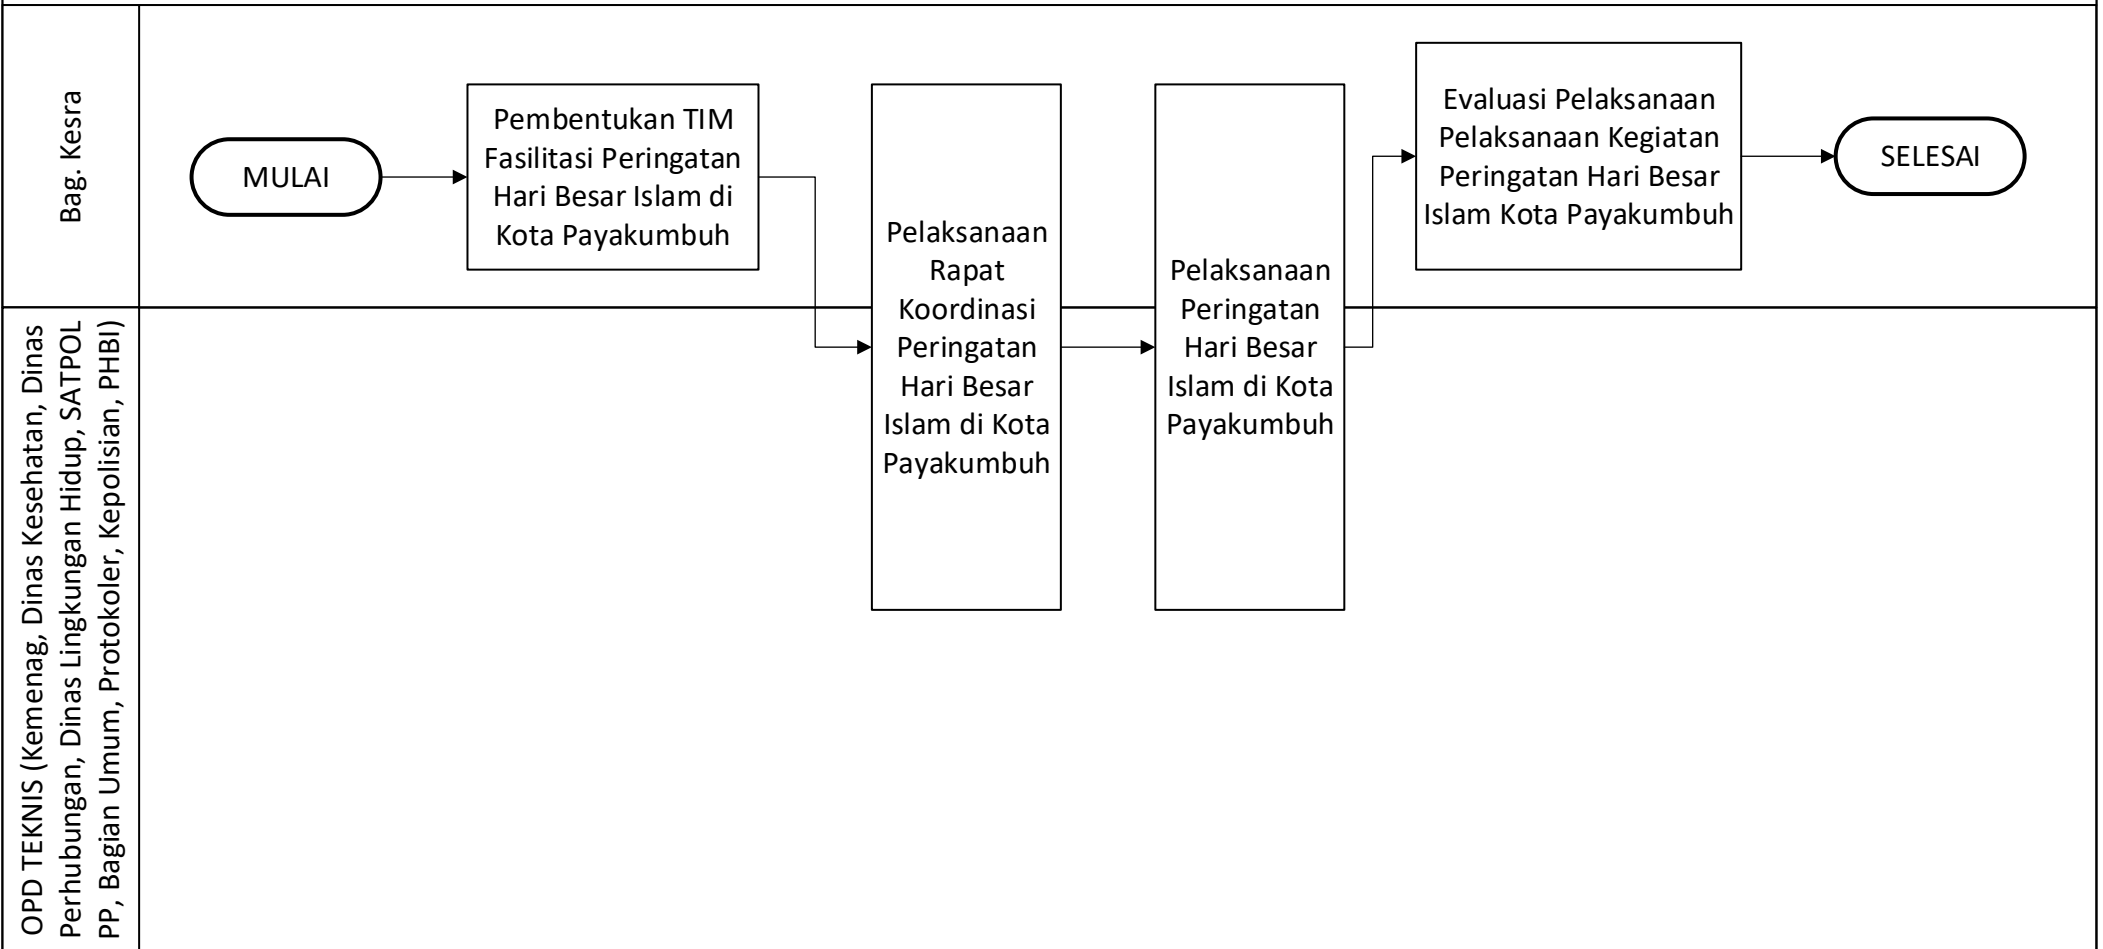 Bag. Kesra
MULAI
Pembentukan TIM
Fasilitasi Peringatan
Hari Besar Islam di
Kota Payakumbuh
Pelaksanaan
Rapat
Koordinasi
Peringatan
Hari Besar
Islam di Kota
Payakumbuh
Pelaksanaan
Peringatan
Hari Besar
Islam di Kota
Payakumbuh
Evaluasi Pelaksanaan
Pelaksanaan Kegiatan
Peringatan Hari Besar
Islam Kota Payakumbuh
SELESAI
OPD TEKNIS (Kemenag, Dinas Kesehatan, Dinas
Perhubungan, Dinas Lingkungan Hidup, SATPOL
PP, Bagian Umum, Protokoler, Kepolisian, PHBI)